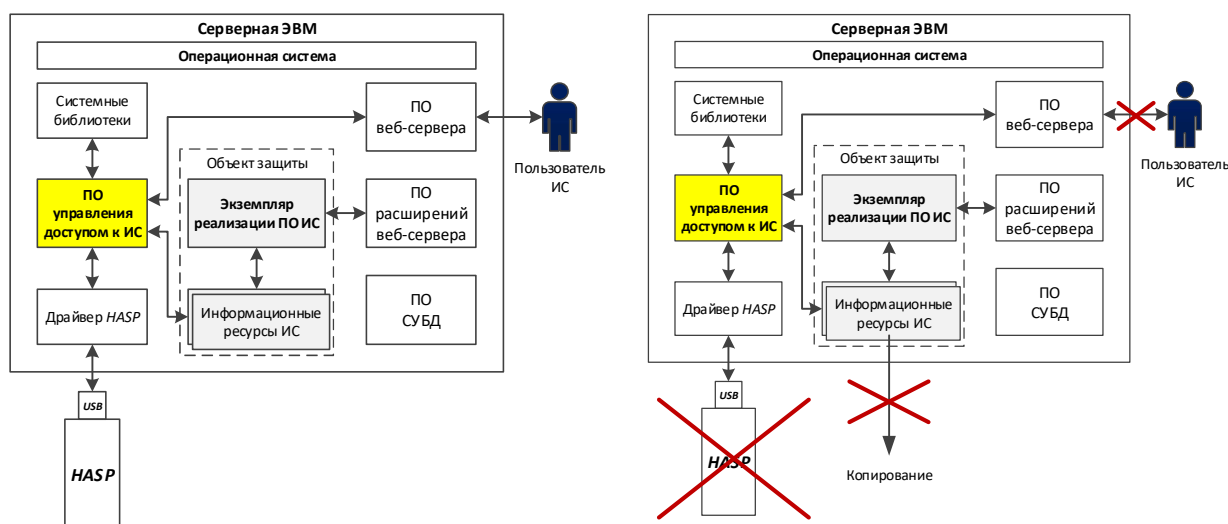 Серверная ЭВМ
Операционная система
Системные
библиотеки
ПО
веб-сервера
Пользователь
ИС
Объект защиты
ПО
управления
доступом к ИС
Экземпляр
реализации ПО ИС
ПО
расширений
веб-сервера
Драйвер HASP
Информационные
ресурсы ИС
ПО
СУБД
USB
HASP
Серверная ЭВМ
Операционная система
Системные
библиотеки
ПО
веб-сервера
Пользователь
ИС
Объект защиты
ПО
управления
доступом к ИС
Экземпляр
реализации ПО ИС
ПО
расширений
веб-сервера
Драйвер HASP
Информационные
ресурсы ИС
ПО
СУБД
USB
HASP
Копирование